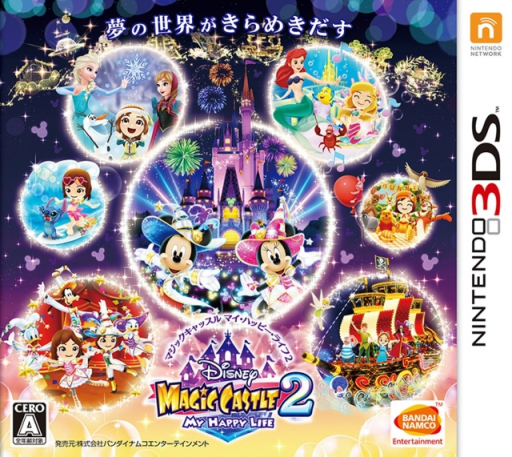 夢の世界がきらめきだす
NINTENDO
NETWORK
NINTENDO 3DS™
マジックキャッスル マイ・ハッピー・ライフ2
Disney
MAGIC CASTLE 2
MY HAPPY LIFE
CERO
A
全年齢対象
発売元:株式会社バンダイナムコエンターテインメント
BANDAI
NAMCO
Entertainment
TM